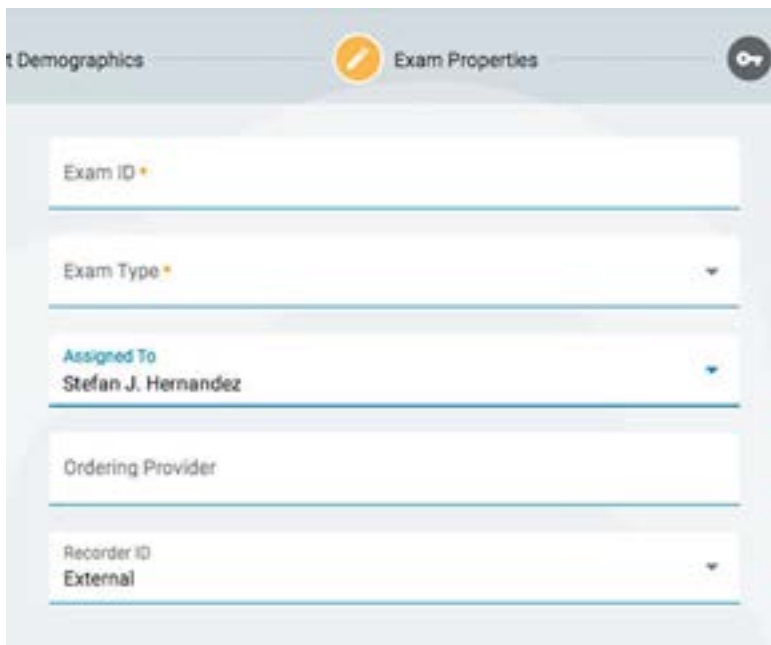 t Demographics
Exam Properties
Exam ID *
Exam Type *
Assigned To
Stefan J. Hernandez
Ordering Provider
Recorder ID
External